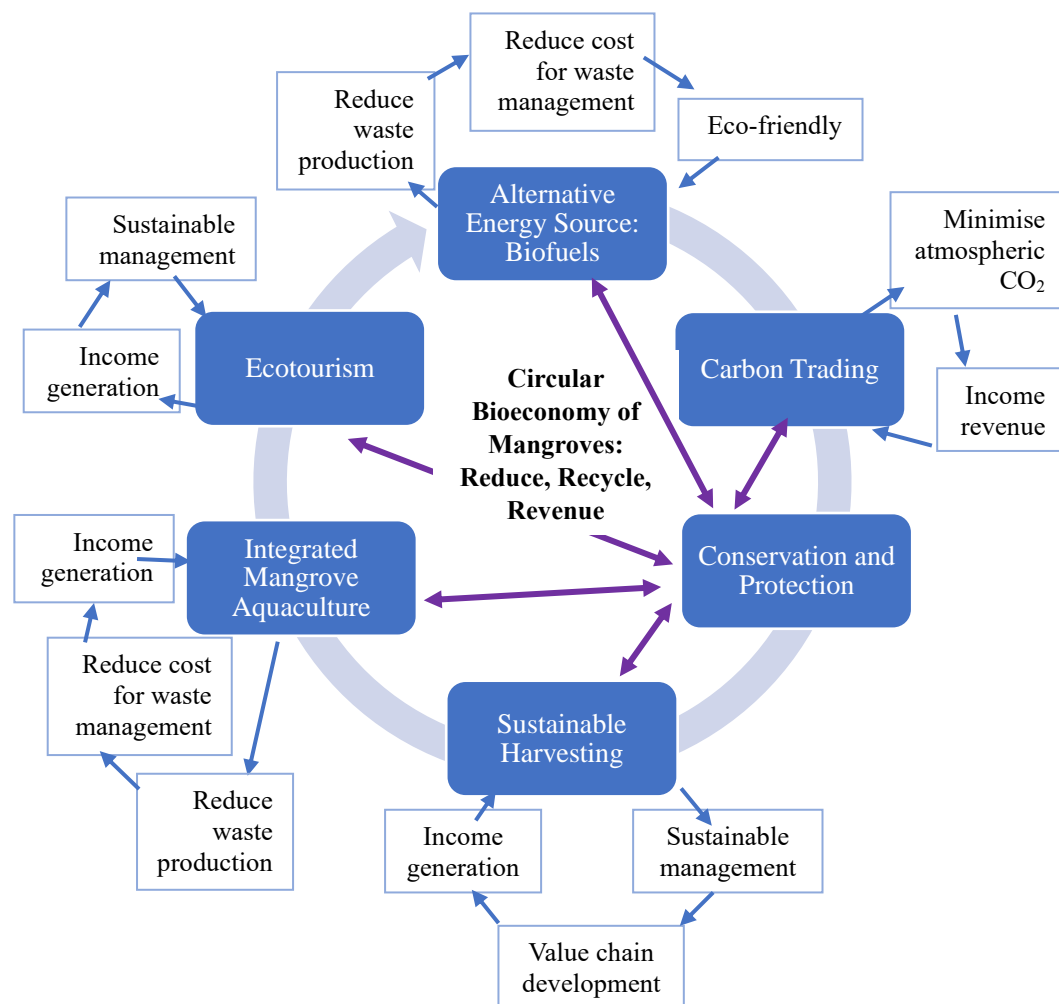 Reduce cost
for waste
management
Reduce
waste
production
Eco-friendly
Alternative
Energy Source:
Biofuels
Sustainable
management
Minimise
atmospheric
CO₂
Income
generation
Ecotourism
Carbon Trading
Income
revenue
Circular
Bioeconomy of
Mangroves:
Reduce, Recycle,
Revenue
Income
generation
Integrated
Mangrove
Aquaculture
Conservation and
Protection
Reduce cost
for waste
management
Sustainable
Harvesting
Reduce
waste
production
Income
generation
Sustainable
management
Value chain
development